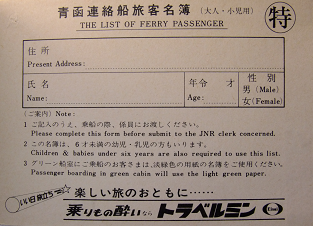 青函連絡船旅客名簿 (大人・小児用) 特
THE LIST OF FERRY PASSENGER
住所
Present Address:
氏名 年令 才 性別
Name: Age: 男 (Male)
女 (Female)
(ご案内) Note:
1 ご記入のうえ、乗船の際、係員にお渡しください。
Please complete this form before submit to the JNR clerk concerned.
2 この名簿は、6才未満の幼児・乳児の方もいります。
Children & babies under six years are also required to use this list.
3 グリーン船室にご乗船のお客さまは、淡緑色の用紙の名簿をご使用ください。
Passenger boarding in green cabin will use the light green paper.
いい日旅立ち 楽しい旅のおともに……
乗りもの酔いなら トラベルミン